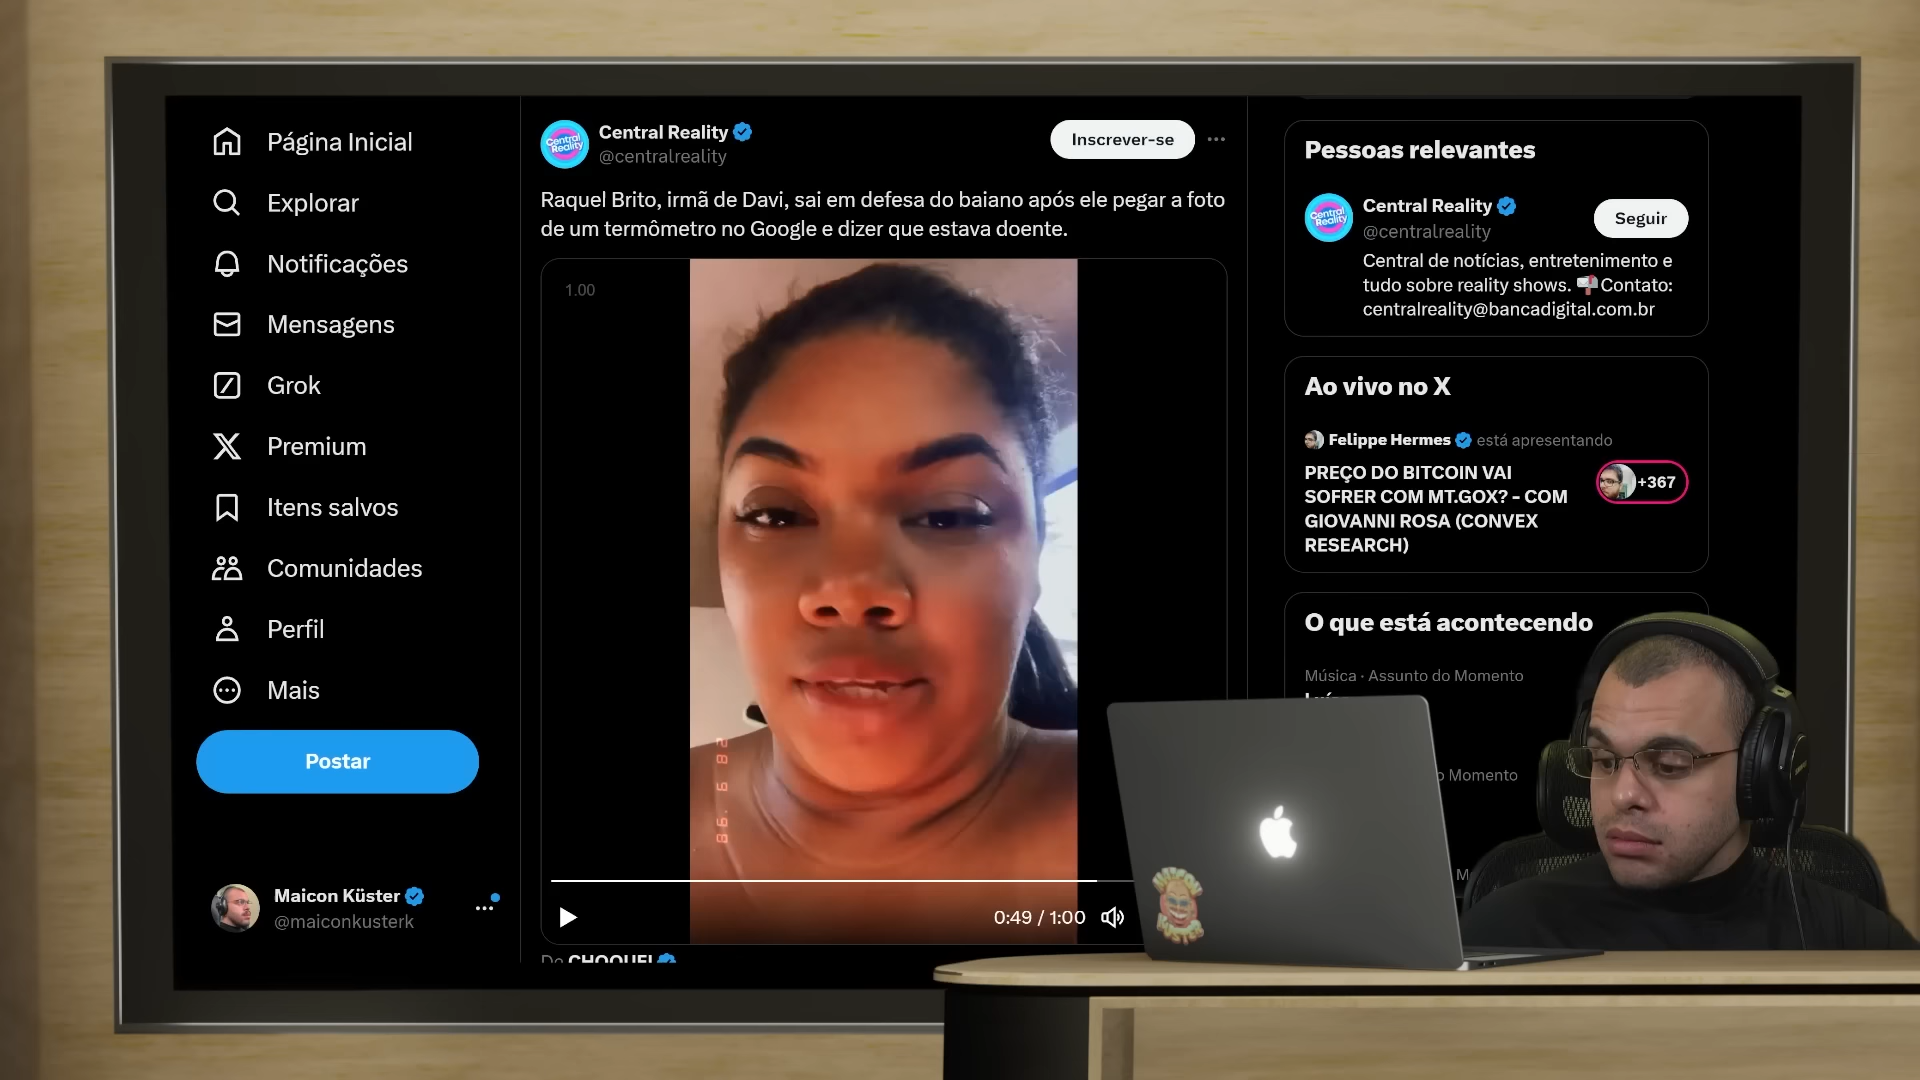 Página Inicial
Explorar
Notificações
Mensagens
Grok
Premium
Itens salvos
Comunidades
Perfil
Mais
Postar
Maicon Küster
@maiconkusterk
Central Reality
@centralreality
Inscrever-se
Raquel Brito, irmã de Davi, sai em defesa do baiano após ele pegar a foto
de um termômetro no Google e dizer que estava doente.
1.00
0:49 / 1:00
De CHOQUEI
Pessoas relevantes
Central Reality
@centralreality
Seguir
Central de notícias, entretenimento e
tudo sobre reality shows. 📬Contato:
centralreality@bancadigital.com.br
Ao vivo no X
Felippe Hermes está apresentando
PREÇO DO BITCOIN VAI
SOFRER COM MT.GOX? - COM
GIOVANNI ROSA (CONVEX
RESEARCH)
+367
O que está acontecendo
Música · Assunto do Momento
Momento
MAICON
KÜSTER